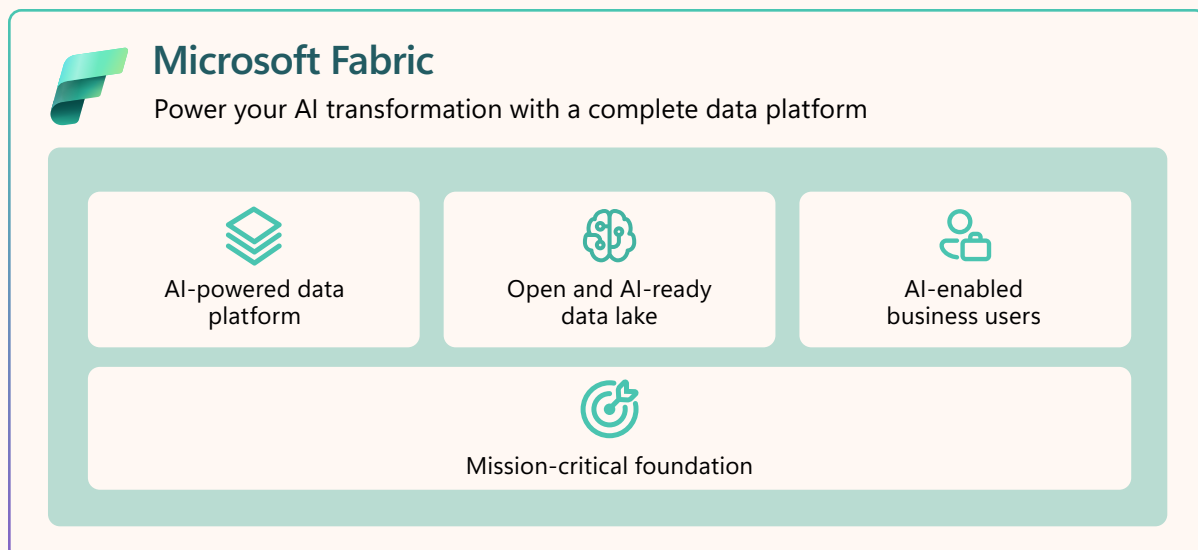 Microsoft Fabric
Power your AI transformation with a complete data platform
AI-powered data
platform
Open and AI-ready
data lake
AI-enabled
business users
Mission-critical foundation